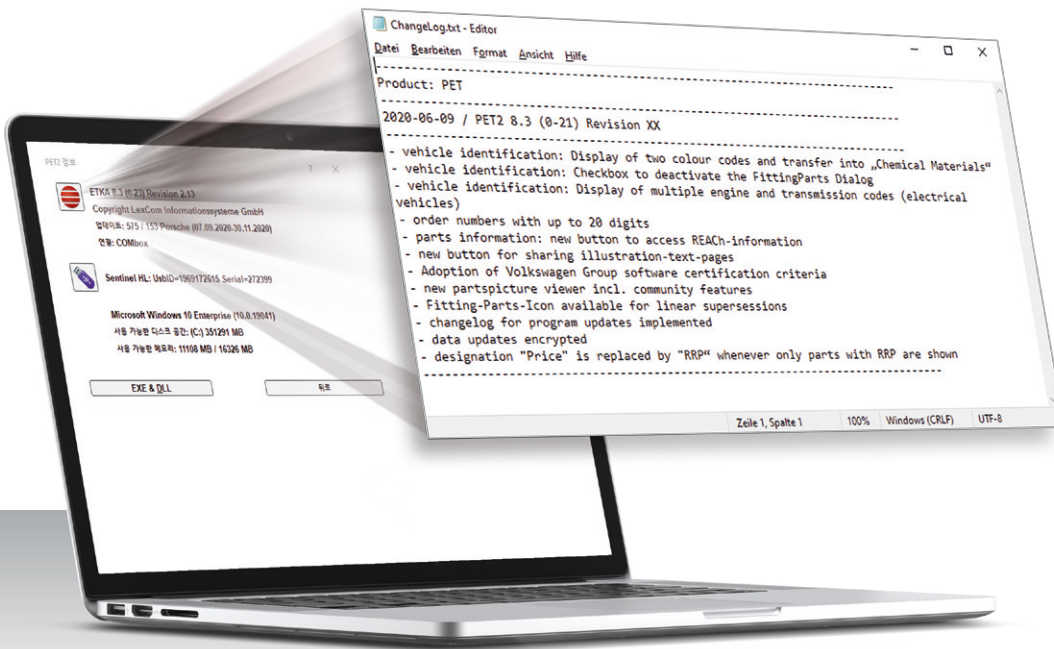 ChangeLog.txt - Editor
Datei Bearbeiten Format Ansicht Hilfe
--------------------------------------------------------------------------------
Product: PET
--------------------------------------------------------------------------------
2020-06-09 / PET2 8.3 (0-21) Revision XX
--------------------------------------------------------------------------------
- vehicle identification: Display of two colour codes and transfer into „Chemical Materials“
- vehicle identification: Checkbox to deactivate the FittingParts Dialog
- vehicle identification: Display of multiple engine and transmission codes (electrical
vehicles)
- order numbers with up to 20 digits
- parts information: new button to access REACh-information
- new button for sharing illustration-text-pages
- Adoption of Volkswagen Group software certification criteria
- new partspicture viewer incl. community features
- Fitting-Parts-Icon available for linear supersessions
- changelog for program updates implemented
- data updates encrypted
- designation "Price" is replaced by "RRP“ whenever only parts with RRP are shown
--------------------------------------------------------------------------------
Zeile 1, Spalte 1 100% Windows (CRLF) UTF-8
PET2 정보
ETKA 8.3 (0-23) Revision 2.13
Copyright LexCom Informationssysteme GmbH
업데이트: 575 / 153 Porsche (07.09.2020-30.11.2020)
연결: COMbox
Sentinel HL: UsbID=1969172615 Serial=272399
Microsoft Windows 10 Enterprise (10.0.19041)
사용 가능한 디스크 공간: (C:) 351291 MB
사용 가능한 메모리: 11108 MB / 16326 MB
EXE & DLL
뒤로